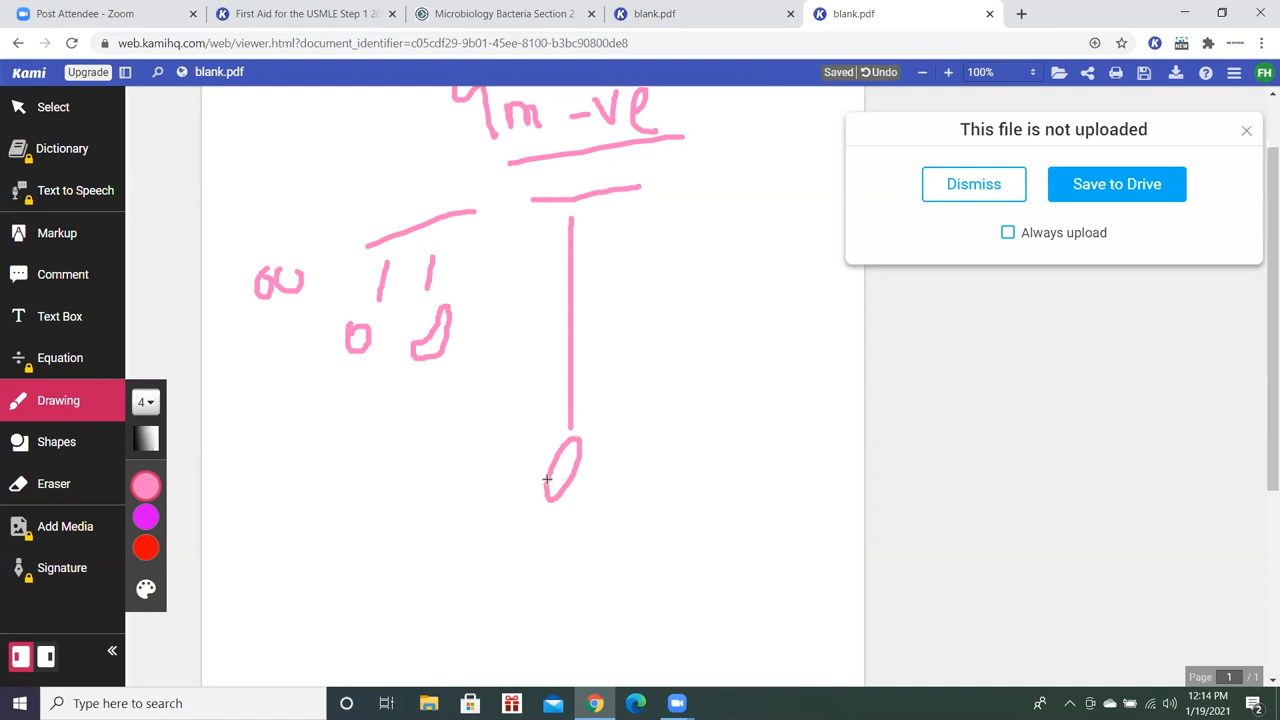 Post Attendee - Zoom
First Aid for the USMLE Step 1 20
Microbiology Bacteria Section 2 -
blank.pdf
blank.pdf
web.kamihq.com/web/viewer.html?document_identifier=c05cdf29-9b01-45ee-8100-b3bc90800de8
Kami
Upgrade
blank.pdf
Saved
Undo
100%
FH
Select
Dictionary
Text to Speech
Markup
Comment
Text Box
Equation
Drawing
Shapes
Eraser
Add Media
Signature
4
This file is not uploaded
Dismiss
Save to Drive
Always upload
m -ve
Page 1 / 1
Type here to search
12:14 PM
1/19/2021
2